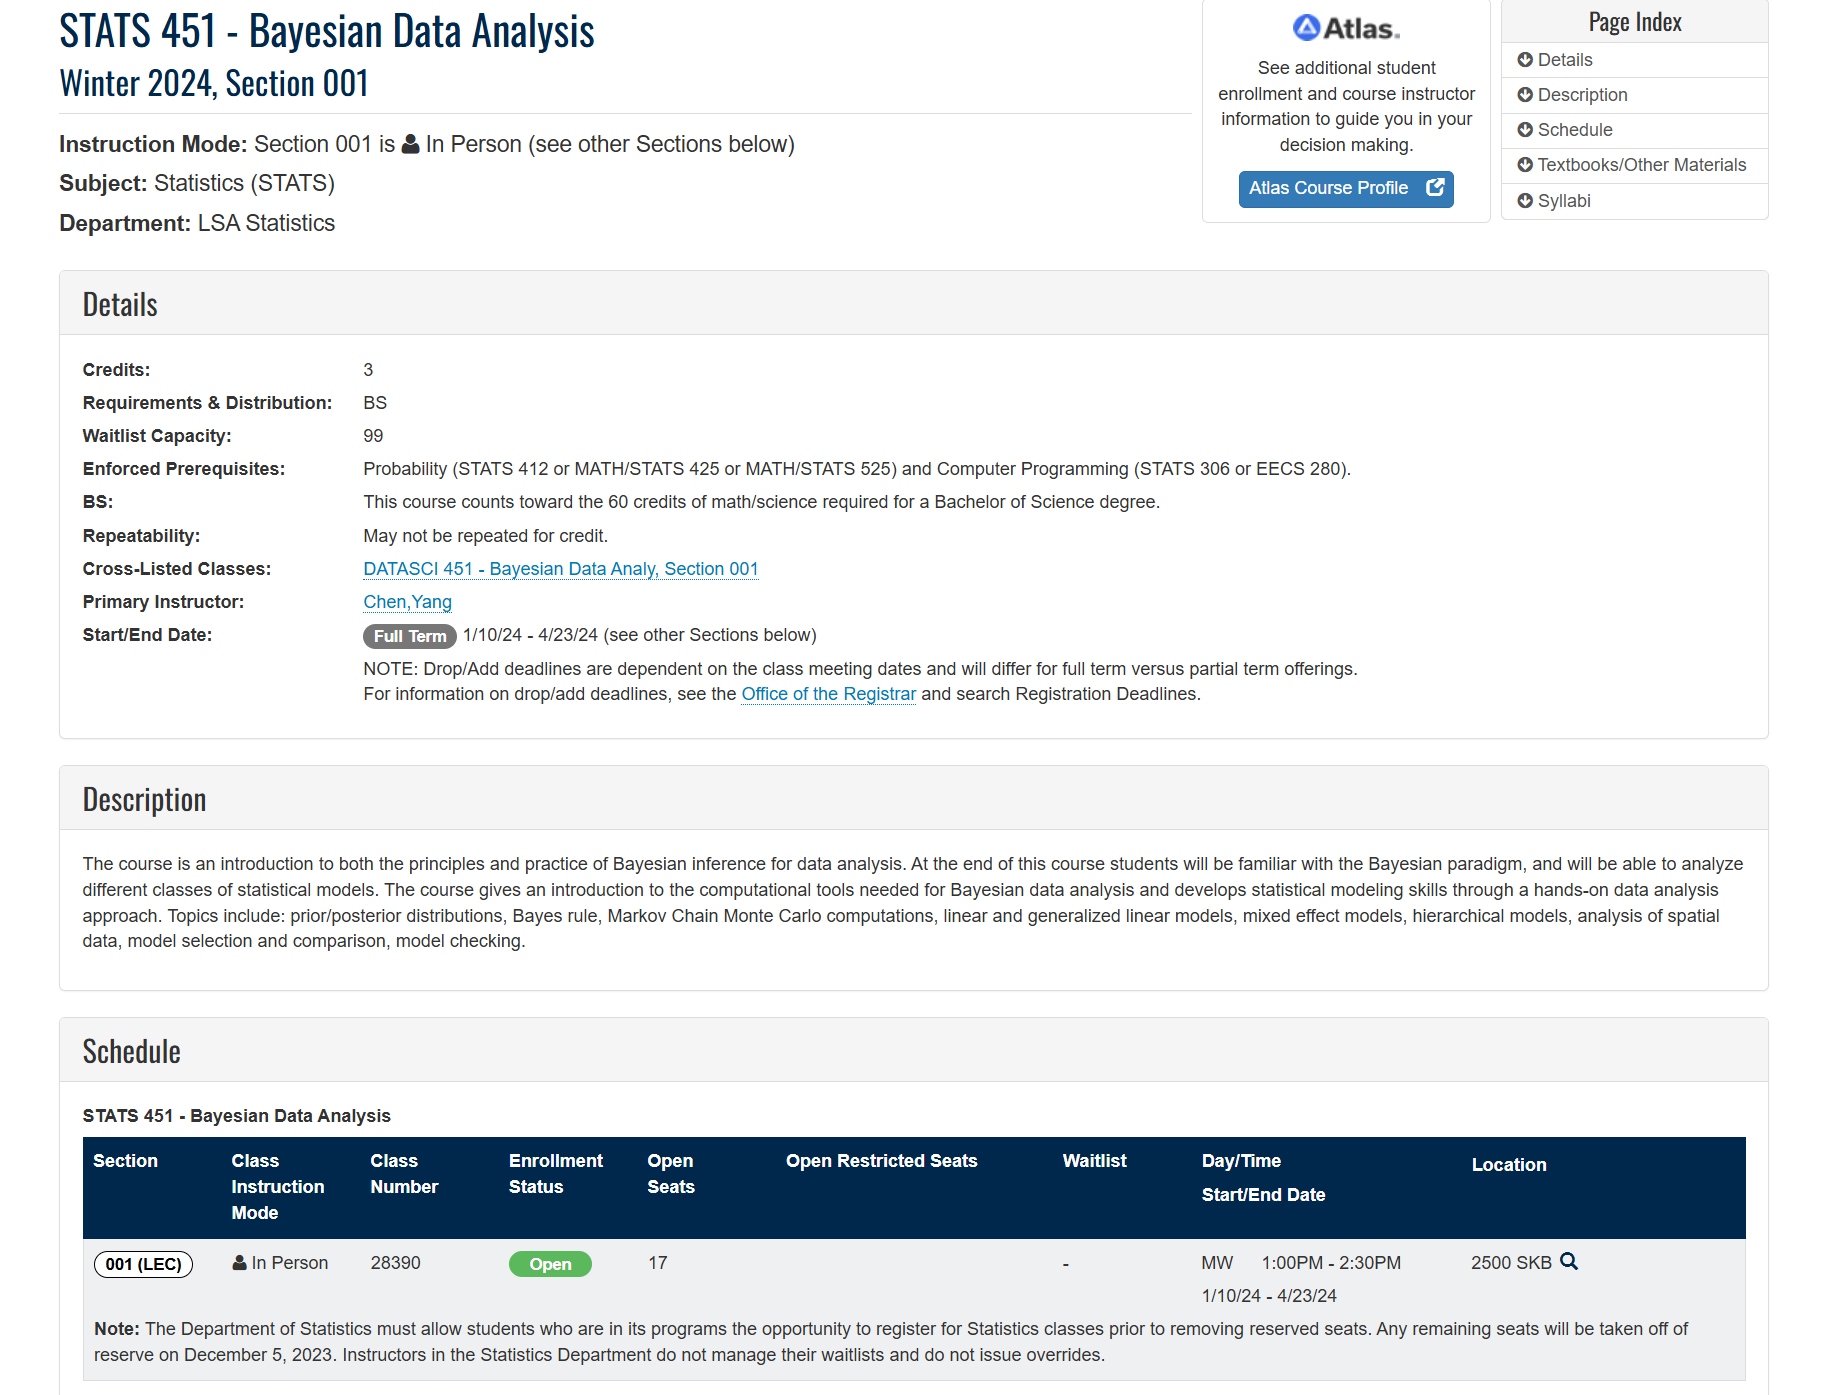 STATS 451 - Bayesian Data Analysis
Winter 2024, Section 001
Instruction Mode: Section 001 is In Person (see other Sections below)
Subject: Statistics (STATS)
Department: LSA Statistics
Atlas.
See additional student
enrollment and course instructor
information to guide you in your
decision making.
Atlas Course Profile
Page Index
Details
Description
Schedule
Textbooks/Other Materials
Syllabi
Details
Credits: 3
Requirements & Distribution: BS
Waitlist Capacity: 99
Enforced Prerequisites: Probability (STATS 412 or MATH/STATS 425 or MATH/STATS 525) and Computer Programming (STATS 306 or EECS 280).
BS: This course counts toward the 60 credits of math/science required for a Bachelor of Science degree.
Repeatability: May not be repeated for credit.
Cross-Listed Classes: DATASCI 451 - Bayesian Data Analy, Section 001
Primary Instructor: Chen,Yang
Start/End Date: Full Term 1/10/24 - 4/23/24 (see other Sections below)
NOTE: Drop/Add deadlines are dependent on the class meeting dates and will differ for full term versus partial term offerings.
For information on drop/add deadlines, see the Office of the Registrar and search Registration Deadlines.
Description
The course is an introduction to both the principles and practice of Bayesian inference for data analysis. At the end of this course students will be familiar with the Bayesian paradigm, and will be able to analyze
different classes of statistical models. The course gives an introduction to the computational tools needed for Bayesian data analysis and develops statistical modeling skills through a hands-on data analysis
approach. Topics include: prior/posterior distributions, Bayes rule, Markov Chain Monte Carlo computations, linear and generalized linear models, mixed effect models, hierarchical models, analysis of spatial
data, model selection and comparison, model checking.
Schedule
STATS 451 - Bayesian Data Analysis
Section
Class
Instruction
Mode
Class
Number
Enrollment
Status
Open
Seats
Open Restricted Seats
Waitlist
Day/Time
Start/End Date
Location
001 (LEC) In Person 28390 Open 17 - MW 1:00PM - 2:30PM 2500 SKB
1/10/24 - 4/23/24
Note: The Department of Statistics must allow students who are in its programs the opportunity to register for Statistics classes prior to removing reserved seats. Any remaining seats will be taken off of
reserve on December 5, 2023. Instructors in the Statistics Department do not manage their waitlists and do not issue overrides.